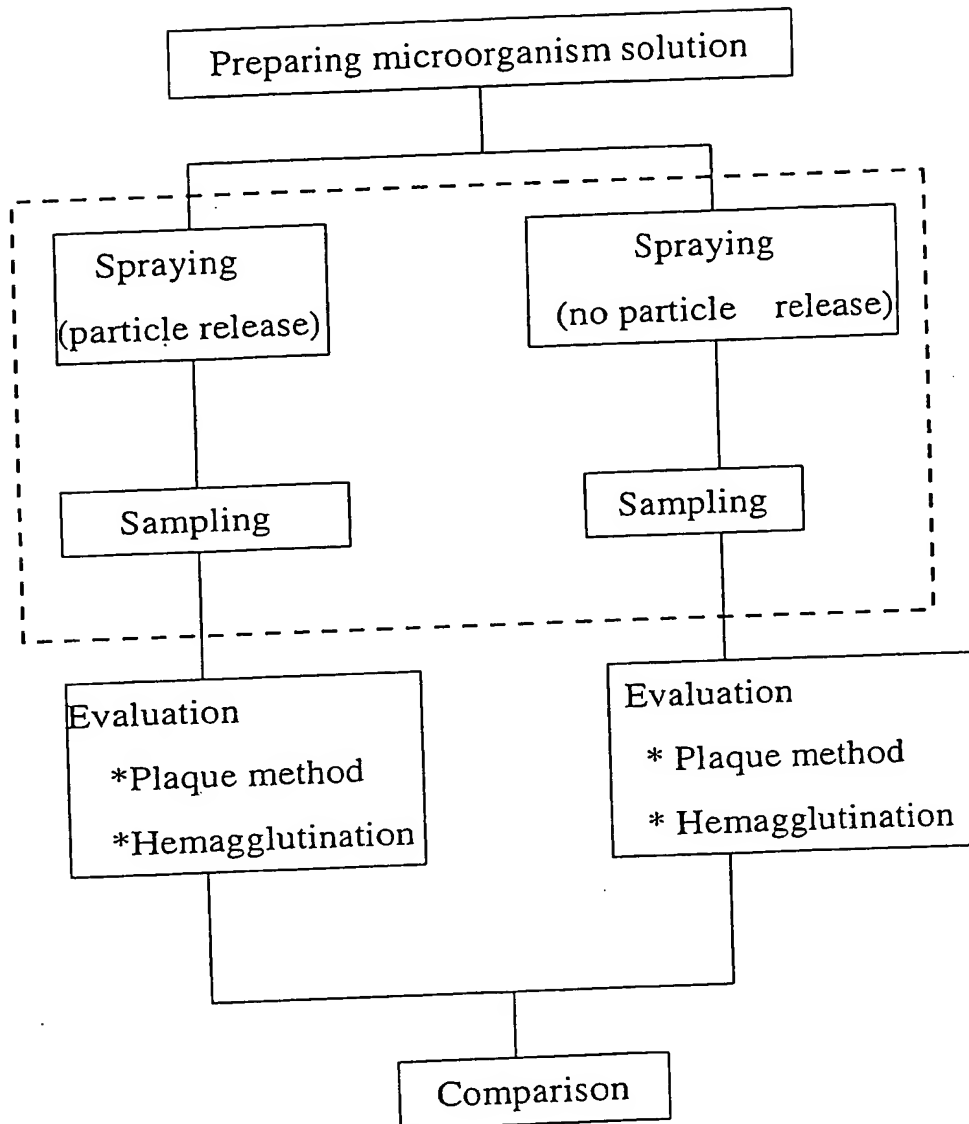 Preparing microorganism solution
Spraying
(particle release)
Spraying
(no particle release)
Sampling
Sampling
Evaluation
*Plaque method
*Hemagglutination
Evaluation
* Plaque method
* Hemagglutination
Comparison